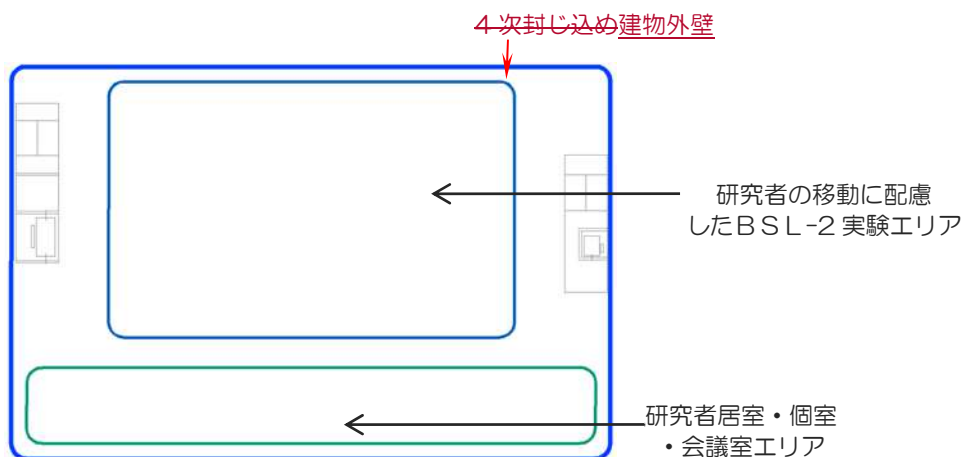 4次封じ込め建物外壁
研究者の移動に配慮
したBSL-2実験エリア
研究者居室・個室
・会議室エリア